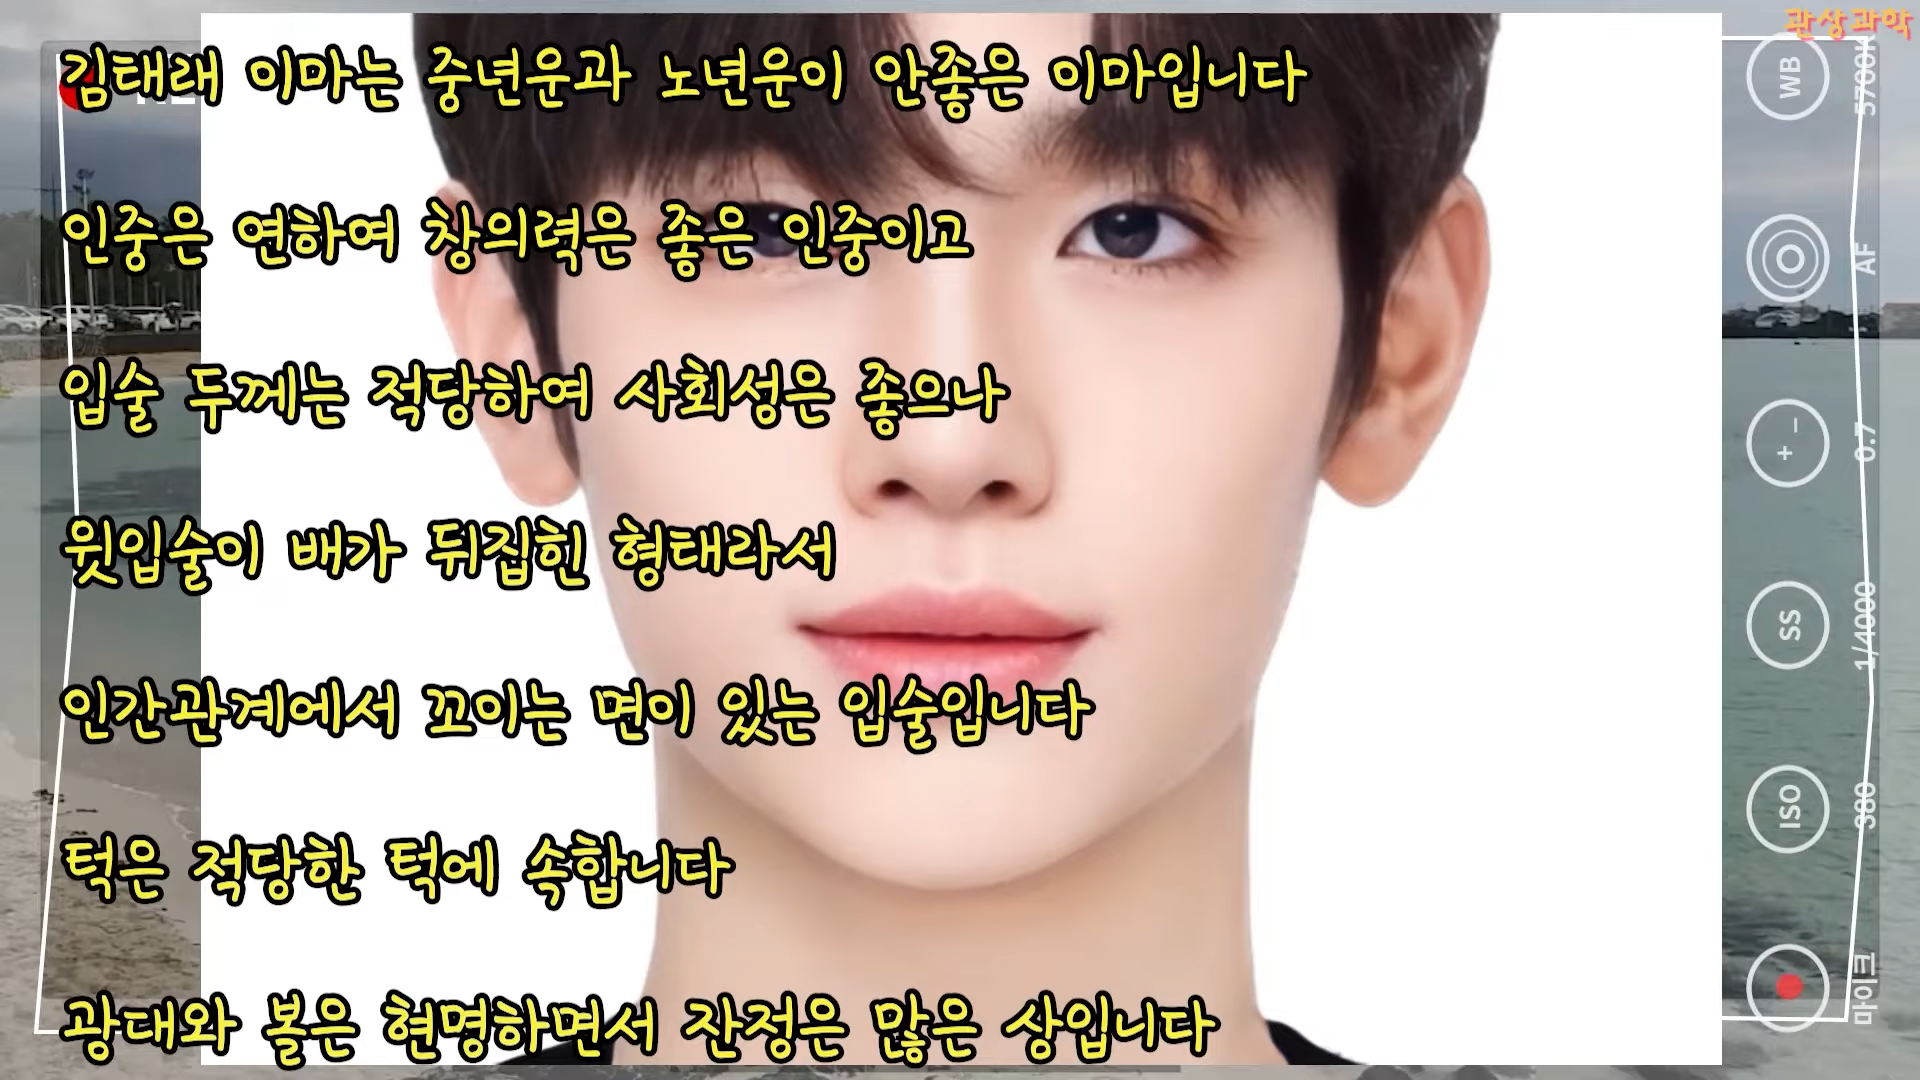 관상과학
김태래 이마는 중년운과 노년운이 안좋은 이마입니다
인중은 연하여 창의력은 좋은 인중이고
입술 두께는 적당하여 사회성은 좋으나
윗입술이 배가 뒤집힌 형태라서
인간관계에서 꼬이는 면이 있는 입술입니다
턱은 적당한 턱에 속합니다
광대와 볼은 현명하면서 잔정은 많은 상입니다
WB
5700K
AF
0.7
SS
1/4000
ISO
380
마이크